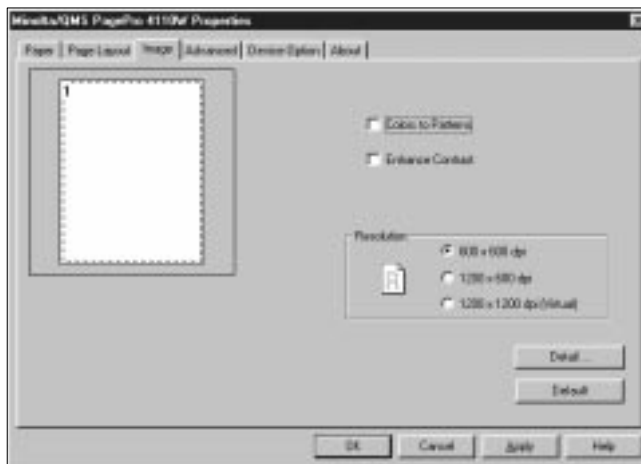 Minolta/QMS PagePro 4110W Properties
Paper Page Layout Image Advanced Device Option About
1
Colors to Patterns
Enhance Contrast
Resolution
600 x 600 dpi
1200 x 600 dpi
1200 x 1200 dpi (Virtual)
Detail...
Default
OK Cancel Apply Help